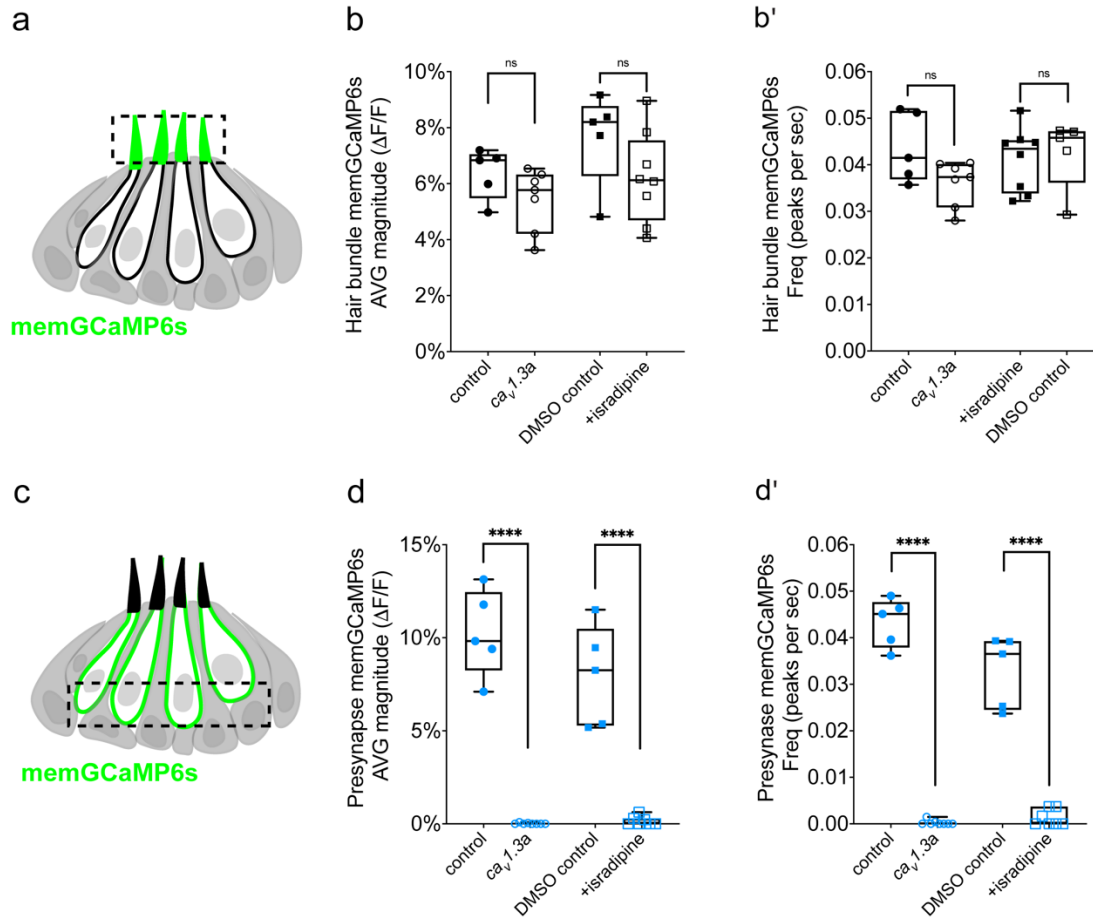 a
memGCaMP6s
b
Hair bundle memGCaMP6s
AVG magnitude (ΔF/F)
10%
8%
6%
4%
2%
0%
ns
ns
control
caᵥ1.3a
DMSO control
+isradipine
b'
Hair bundle memGCaMP6s
Freq (peaks per sec)
0.06
0.05
0.04
0.03
0.02
0.01
0.00
ns
ns
control
caᵥ1.3a
+isradipine
DMSO control
c
memGCaMP6s
d
Presynapse memGCaMP6s
AVG magnitude (ΔF/F)
15%
10%
5%
0%
****
****
control
caᵥ1.3a
DMSO control
+isradipine
d'
Presynase memGCaMP6s
Freq (peaks per sec)
0.06
0.05
0.04
0.03
0.02
0.01
0.00
****
****
control
caᵥ1.3a
DMSO control
+isradipine